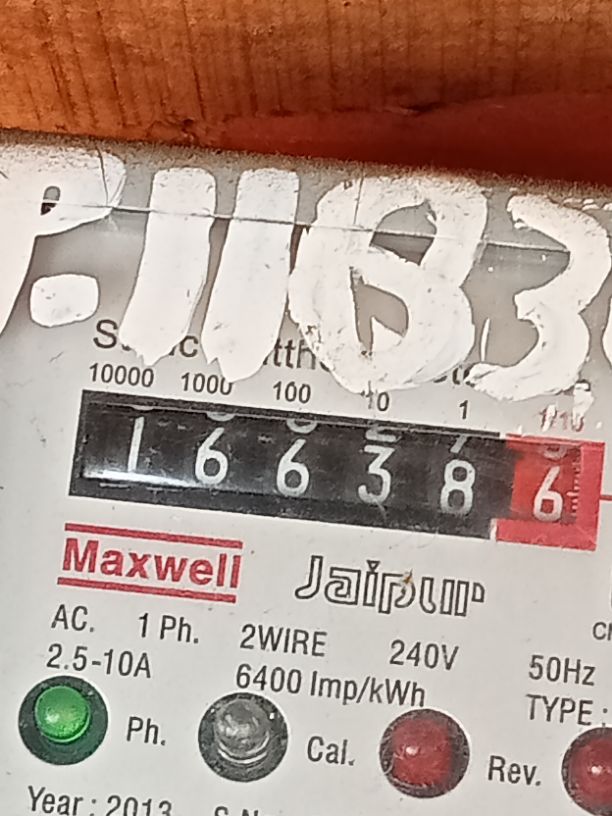 P.1183
10000 1000 100 10 1 1/10
1 6 6 3 8 6
Maxwell Jaipur
AC. 1 Ph. 2WIRE 240V 50Hz
2.5-10A 6400 Imp/kWh TYPE :
Ph. Cal. Rev.
Year : 2013